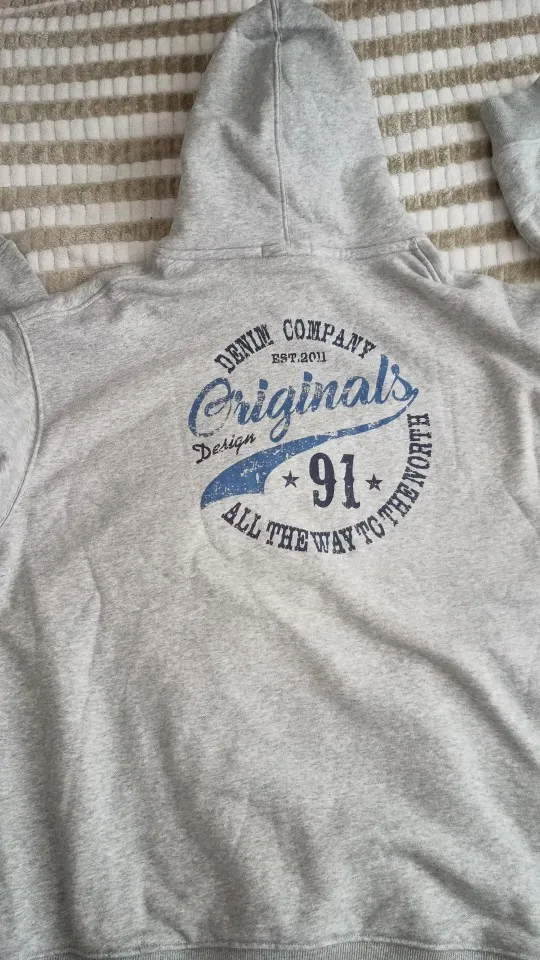 DENIM COMPANY
EST.2011
Originals
Design
★ 91 ★
ALL THE WAY TO THE NORTH